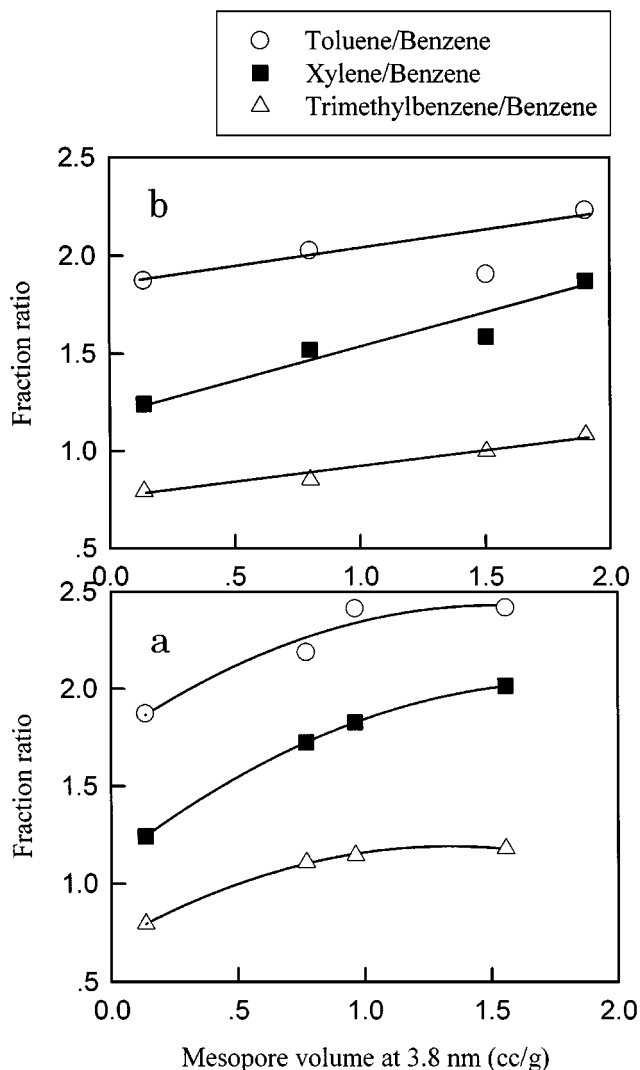 Toluene/Benzene
Xylene/Benzene
Trimethylbenzene/Benzene
2.5
b
2.0
Fraction ratio
1.5
1.0
.5
0.0 .5 1.0 1.5 2.0
2.5
a
2.0
Fraction ratio
1.5
1.0
.5
0.0 .5 1.0 1.5 2.0
Mesopore volume at 3.8 nm (cc/g)